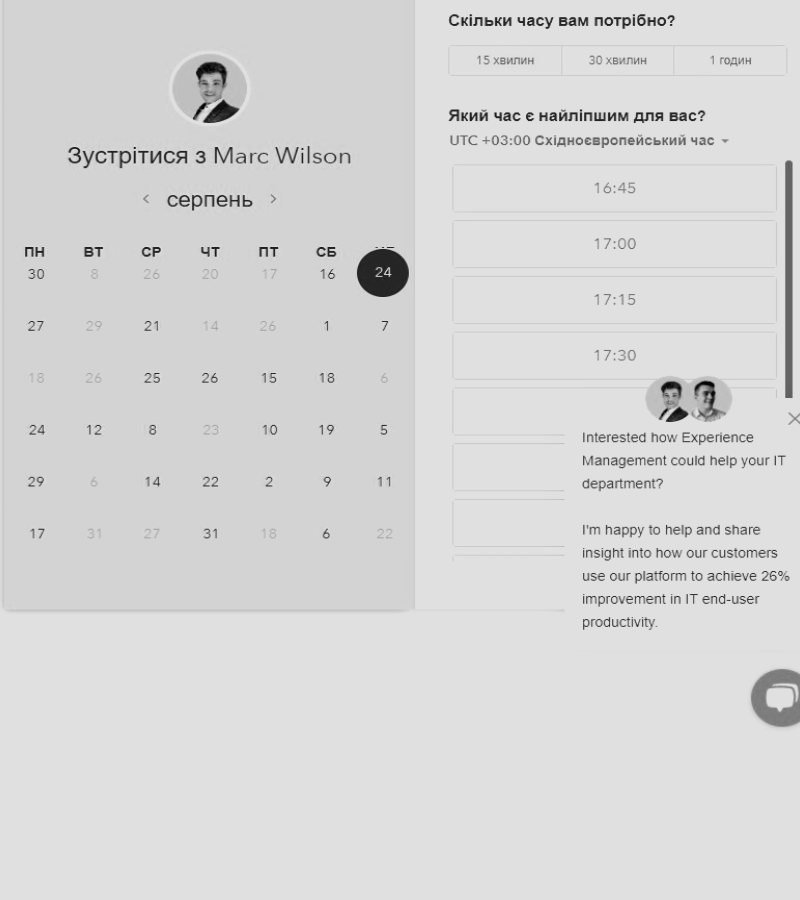 Зустрітися з Marc Wilson
серпень
ПН ВТ СР ЧТ ПТ СБ
30 8 26 20 17 16 24
27 29 21 14 26 1 7
18 26 25 26 15 18 6
24 12 8 23 10 19 5
29 6 14 22 2 9 11
17 31 27 31 18 6 22
Скільки часу вам потрібно?
15 хвилин 30 хвилин 1 годин
Який час є найліпшим для вас?
UTC +03:00 Східноєвропейський час
16:45
17:00
17:15
17:30
Interested how Experience
Management could help your IT
department?
I'm happy to help and share
insight into how our customers
use our platform to achieve 26%
improvement in IT end-user
productivity.